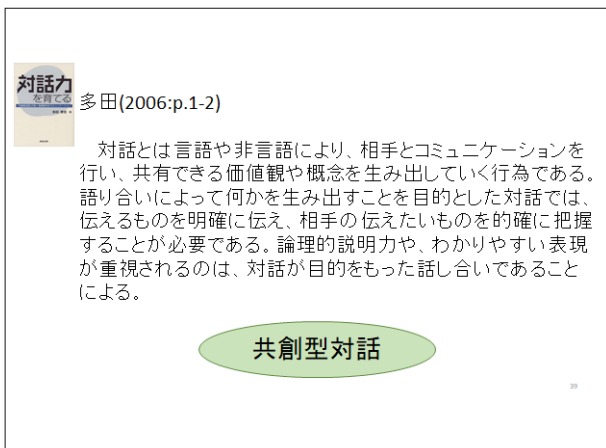 対話力
を育てる
多田(2006:p.1-2)
対話とは言語や非言語により、相手とコミュニケーションを
行い、共有できる価値観や概念を生み出していく行為である。
語り合いによって何かを生み出すことを目的とした対話では、
伝えるものを明確に伝え、相手の伝えたいものを的確に把握
することが必要である。論理的説明力や、わかりやすい表現
が重視されるのは、対話が目的をもった話し合いであること
による。
共創型対話